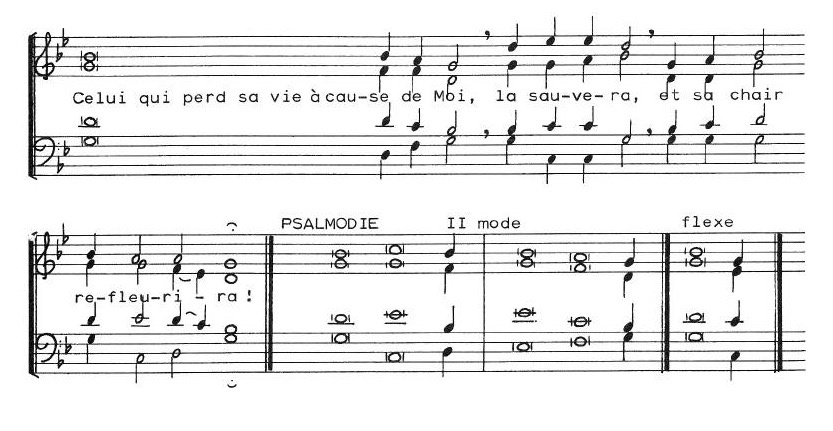 Celui qui perd sa vie à cau-se de Moi, la sau-ve-ra, et sa chair
PSALMODIE II mode flexe
re-fleu-ri - ra !